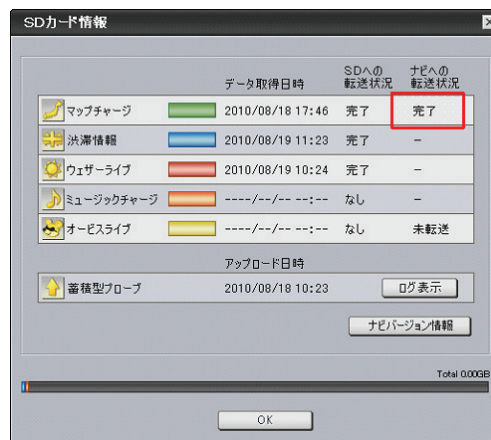 SDカード情報
データ取得日時 SDへの転送状況 ナビへの転送状況
マップチャージ 2010/08/18 17:46 完了 完了
渋滞情報 2010/08/19 11:23 完了 -
ウェザーライブ 2010/08/19 10:24 完了 -
ミュージックチャージ ----/--/-- --:-- なし -
オービスライブ ----/--/-- --:-- なし 未転送
アップロード日時
蓄積型プローブ 2010/08/18 10:23 ログ表示
ナビバージョン情報
Total 0.00GB
OK